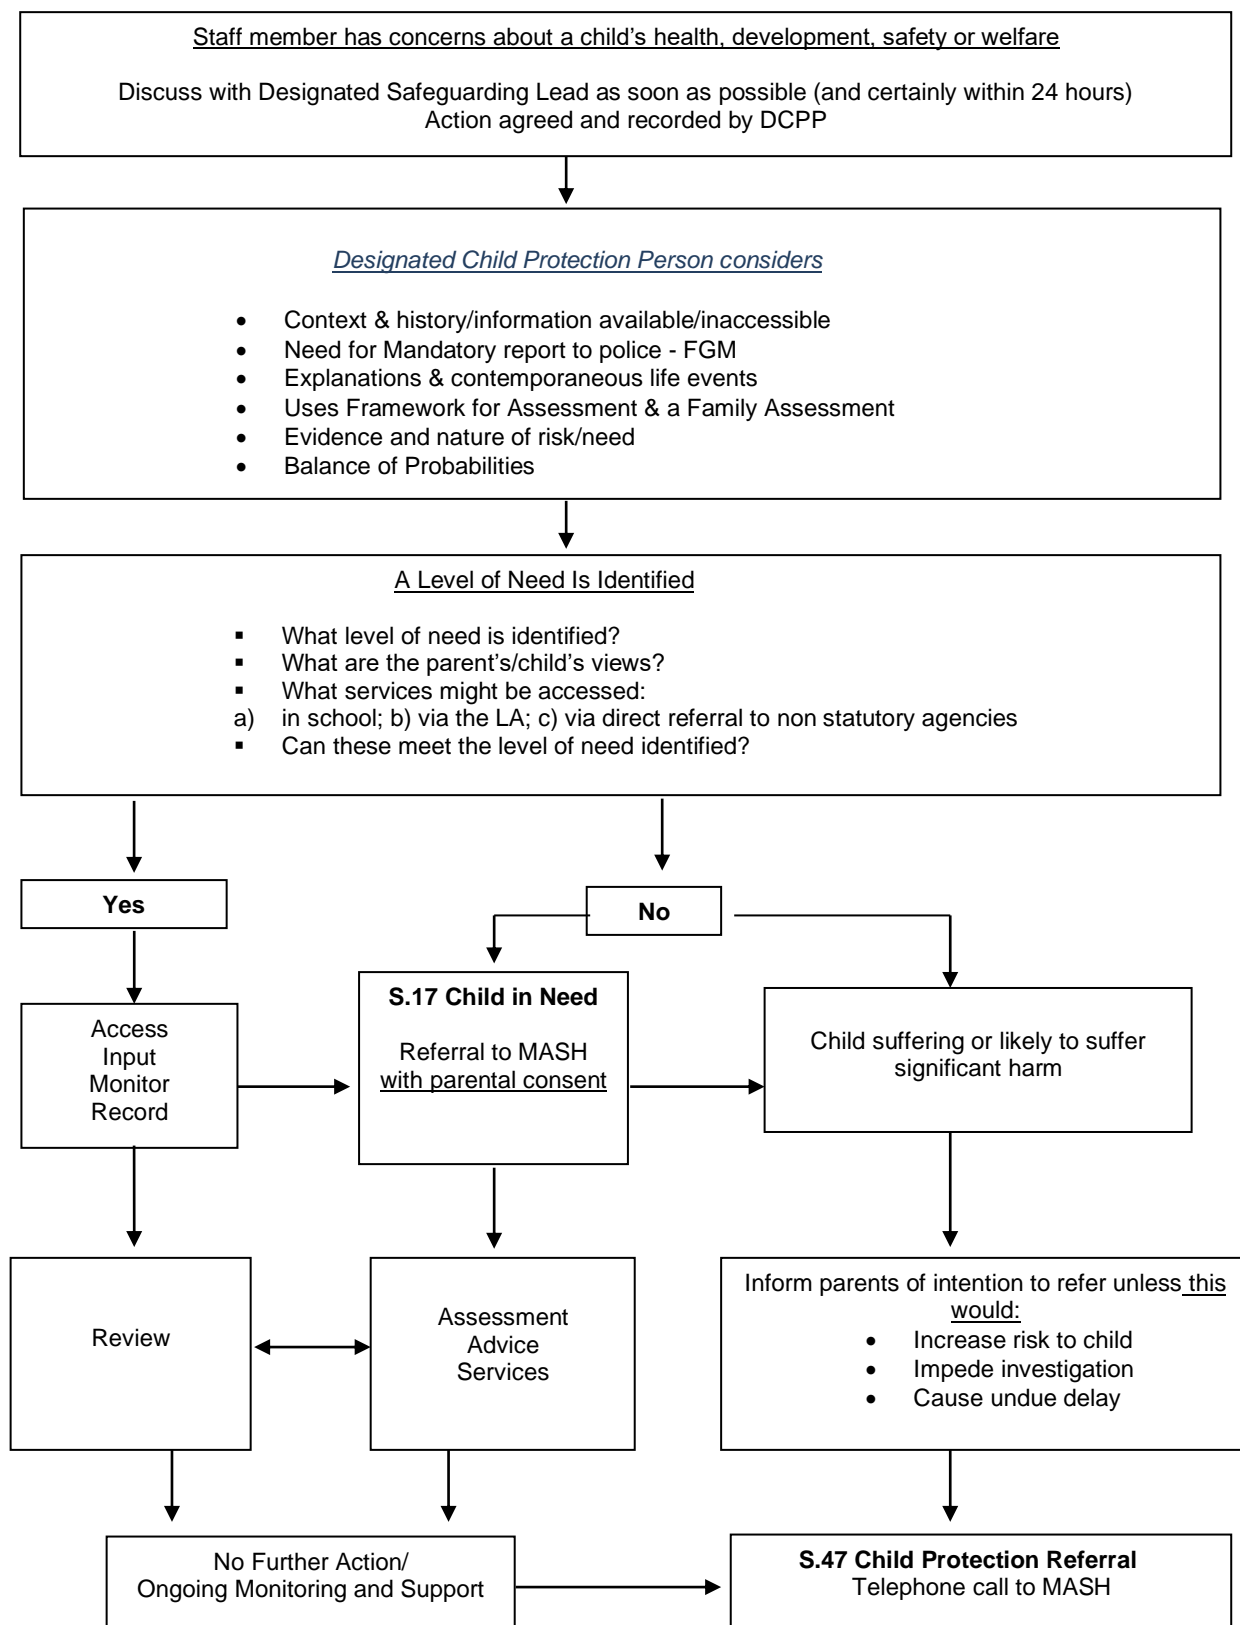 Staff member has concerns about a child’s health, development, safety or welfare
Discuss with Designated Safeguarding Lead as soon as possible (and certainly within 24 hours)
Action agreed and recorded by DCPP
Designated Child Protection Person considers
• Context & history/information available/inaccessible
• Need for Mandatory report to police - FGM
• Explanations & contemporaneous life events
• Uses Framework for Assessment & a Family Assessment
• Evidence and nature of risk/need
• Balance of Probabilities
A Level of Need Is Identified
▪ What level of need is identified?
▪ What are the parent’s/child’s views?
▪ What services might be accessed:
a) in school; b) via the LA; c) via direct referral to non statutory agencies
▪ Can these meet the level of need identified?
Yes
No
Access
Input
Monitor
Record
S.17 Child in Need
Referral to MASH
with parental consent
Child suffering or likely to suffer
significant harm
Review
Assessment
Advice
Services
Inform parents of intention to refer unless this
would:
• Increase risk to child
• Impede investigation
• Cause undue delay
No Further Action/
Ongoing Monitoring and Support
S.47 Child Protection Referral
Telephone call to MASH